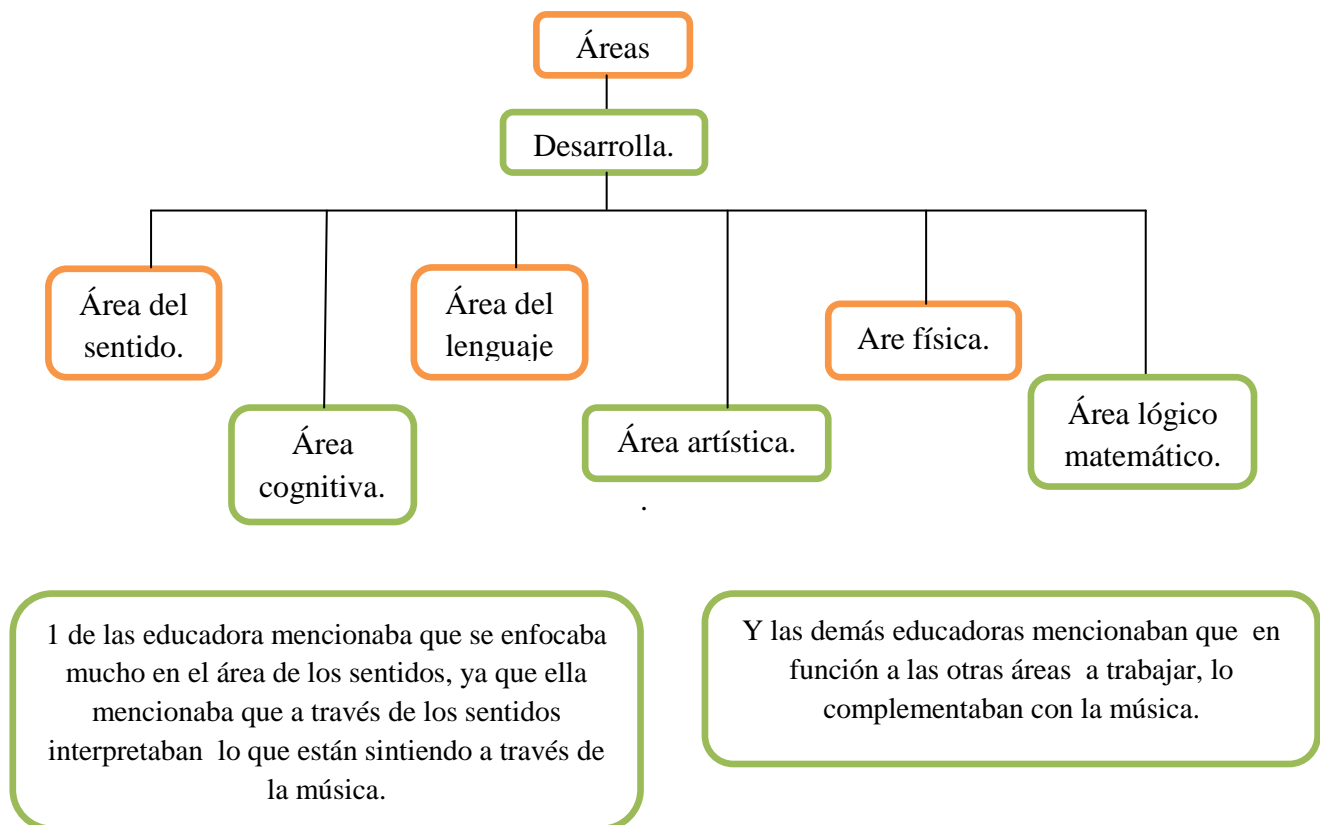 Áreas
Desarrolla.
Área del
sentido.
Área
cognitiva.
Área del
lenguaje
Área artística.
.
Are física.
Área lógico
matemático.
1 de las educadora mencionaba que se enfocaba
mucho en el área de los sentidos, ya que ella
mencionaba que a través de los sentidos
interpretaban lo que están sintiendo a través de
la música.
Y las demás educadoras mencionaban que en
función a las otras áreas a trabajar, lo
complementaban con la música.